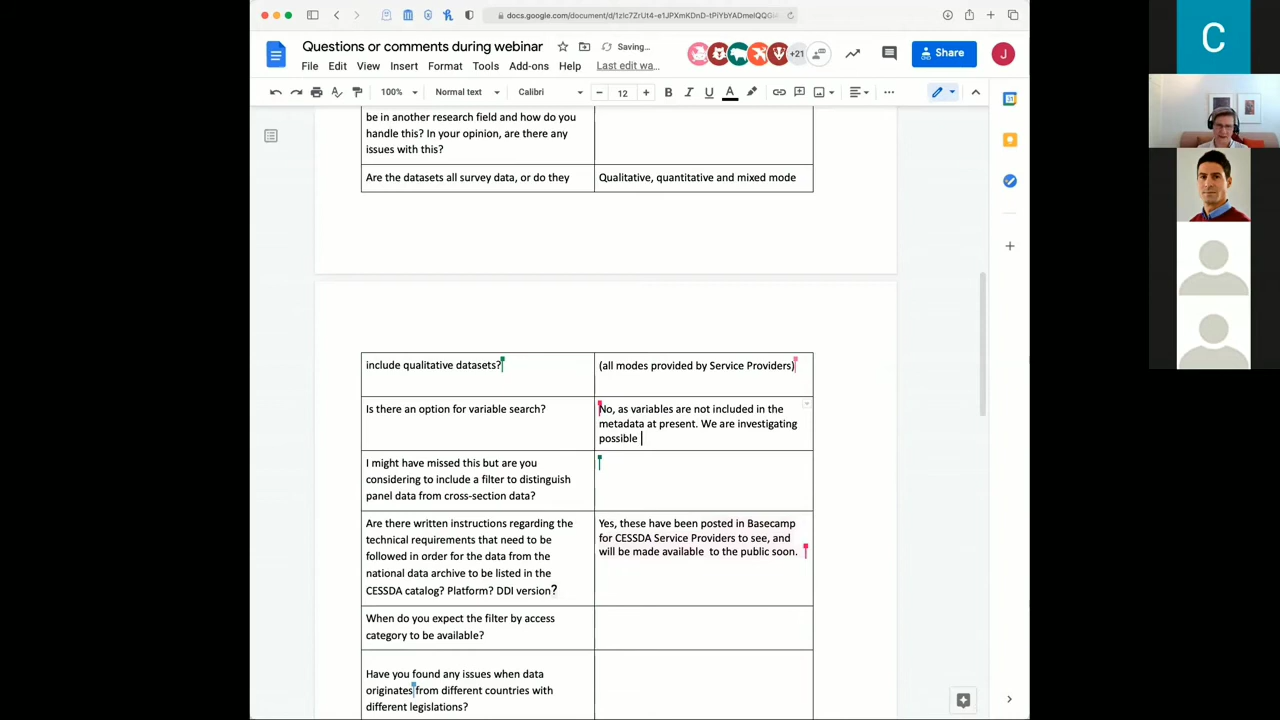 docs.google.com/document/d/1zlc7ZrUt4-e1JPXmKDnD-tPiYbYADmelQQGI
Questions or comments during webinar
Saving...
+21
Share
J
File Edit View Insert Format Tools Add-ons Help
Last edit wa...
100% Normal text Calibri - 12 + B I U A
be in another research field and how do you
handle this? In your opinion, are there any
issues with this?
Are the datasets all survey data, or do they
Qualitative, quantitative and mixed mode
include qualitative datasets?
(all modes provided by Service Providers)
Is there an option for variable search?
No, as variables are not included in the
metadata at present. We are investigating
possible
I might have missed this but are you
considering to include a filter to distinguish
panel data from cross-section data?
Are there written instructions regarding the
technical requirements that need to be
followed in order for the data from the
national data archive to be listed in the
CESSDA catalog? Platform? DDI version?
Yes, these have been posted in Basecamp
for CESSDA Service Providers to see, and
will be made available to the public soon.
When do you expect the filter by access
category to be available?
Have you found any issues when data
originates from different countries with
different legislations?
C